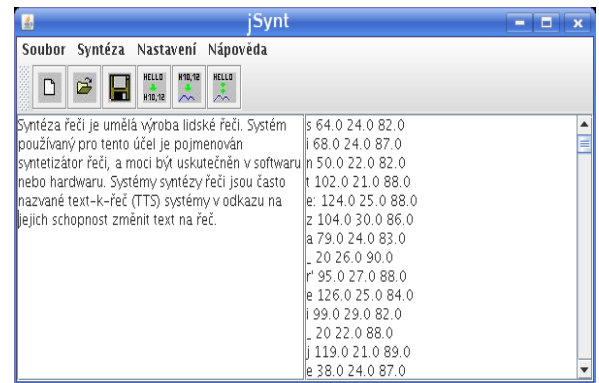 jSynt
Soubor Syntéza Nastavení Nápověda
HELLO H10,12 HELLO
H10,12
Syntéza řeči je umělá výroba lidské řeči. Systém
používaný pro tento účel je pojmenován
syntetizátor řeči, a moci být uskutečněn v softwaru
nebo hardwaru. Systémy syntézy řeči jsou často
nazvané text-k-řeč (TTS) systémy v odkazu na
jejich schopnost změnit text na řeč.
s 64.0 24.0 82.0
i 68.0 24.0 87.0
n 50.0 22.0 82.0
t 102.0 21.0 88.0
e: 124.0 25.0 88.0
z 104.0 30.0 86.0
a 79.0 24.0 83.0
_ 20 26.0 90.0
r' 95.0 27.0 88.0
e 126.0 25.0 84.0
i 99.0 29.0 82.0
_ 20 22.0 88.0
j 119.0 21.0 89.0
e 38.0 24.0 87.0